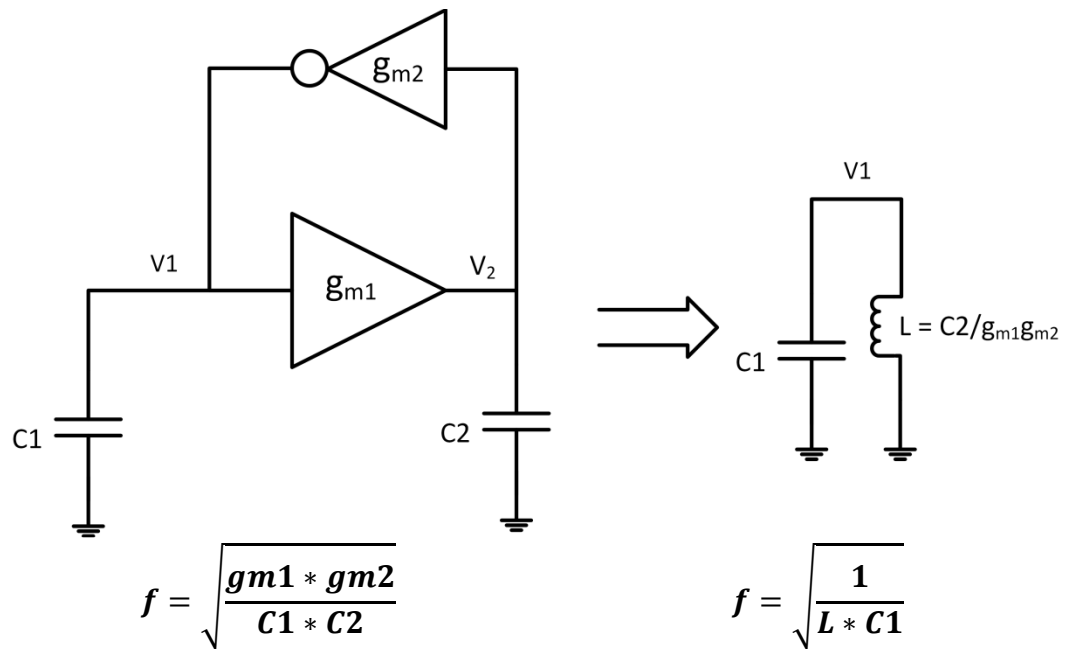 gm2
V1
V1
V2
gm1
L = C2/gm1gm2
C1
C1
C2
f = √(gm1 * gm2 / C1 * C2)
f = √(1 / L * C1)